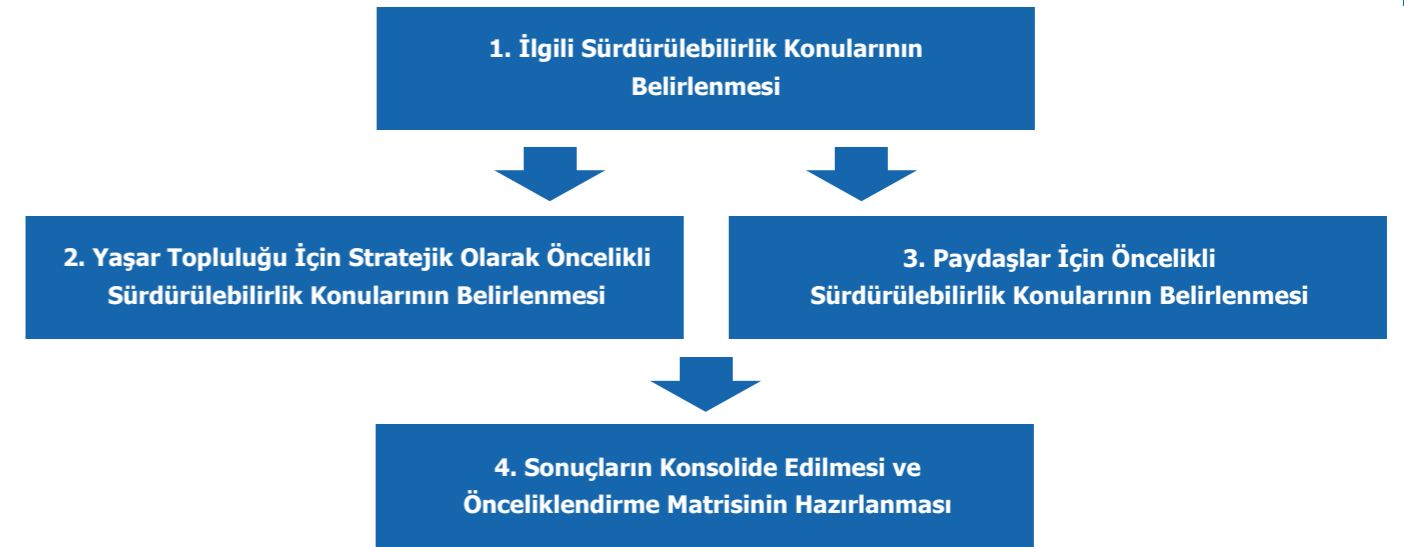 1. İlgili Sürdürülebilirlik Konularının
Belirlenmesi
2. Yaşar Topluluğu İçin Stratejik Olarak Öncelikli
Sürdürülebilirlik Konularının Belirlenmesi
3. Paydaşlar İçin Öncelikli
Sürdürülebilirlik Konularının Belirlenmesi
4. Sonuçların Konsolide Edilmesi ve
Önceliklendirme Matrisinin Hazırlanması